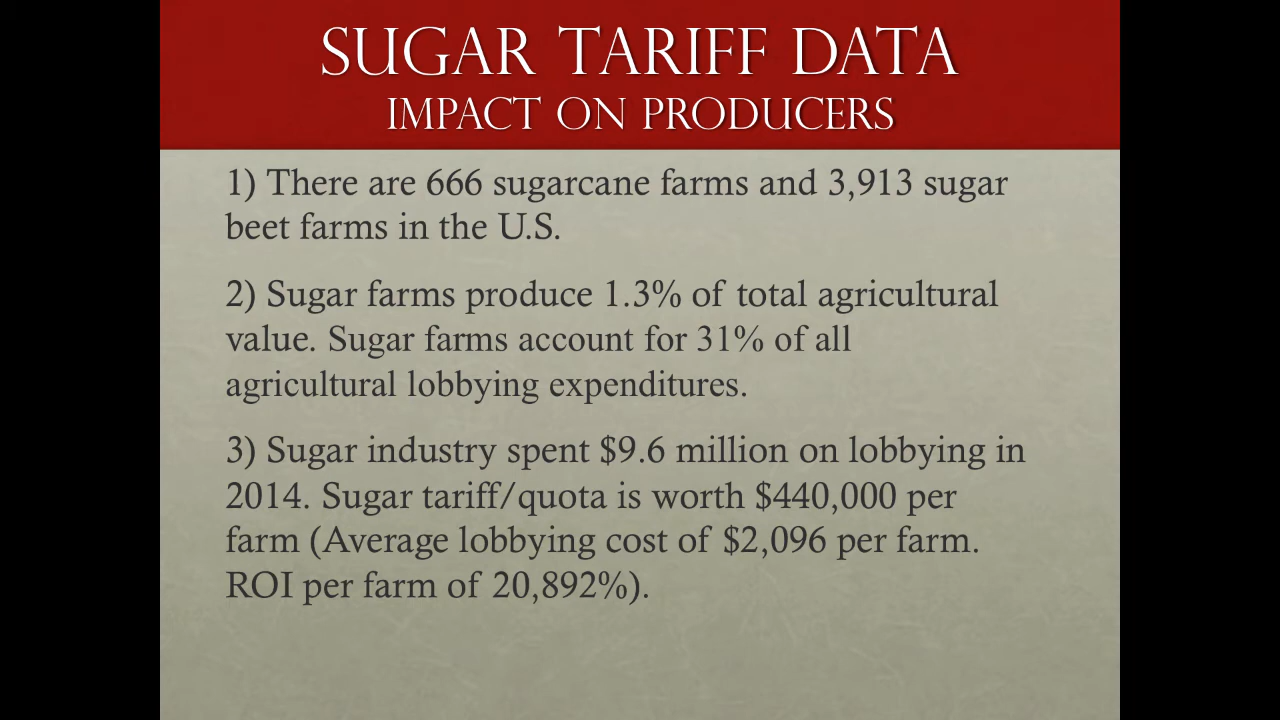 SUGAR TARIFF DATA
IMPACT ON PRODUCERS
1) There are 666 sugarcane farms and 3,913 sugar
beet farms in the U.S.
2) Sugar farms produce 1.3% of total agricultural
value. Sugar farms account for 31% of all
agricultural lobbying expenditures.
3) Sugar industry spent $9.6 million on lobbying in
2014. Sugar tariff/quota is worth $440,000 per
farm (Average lobbying cost of $2,096 per farm.
ROI per farm of 20,892%).